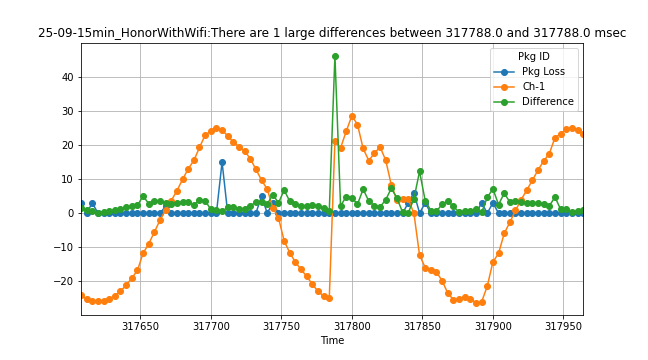 25-09-15min_HonorWithWifi:There are 1 large differences between 317788.0 and 317788.0 msec
Pkg ID
Pkg Loss
Ch-1
Difference
40
30
20
10
0
−10
−20
317650 317700 317750 317800 317850 317900 317950
Time